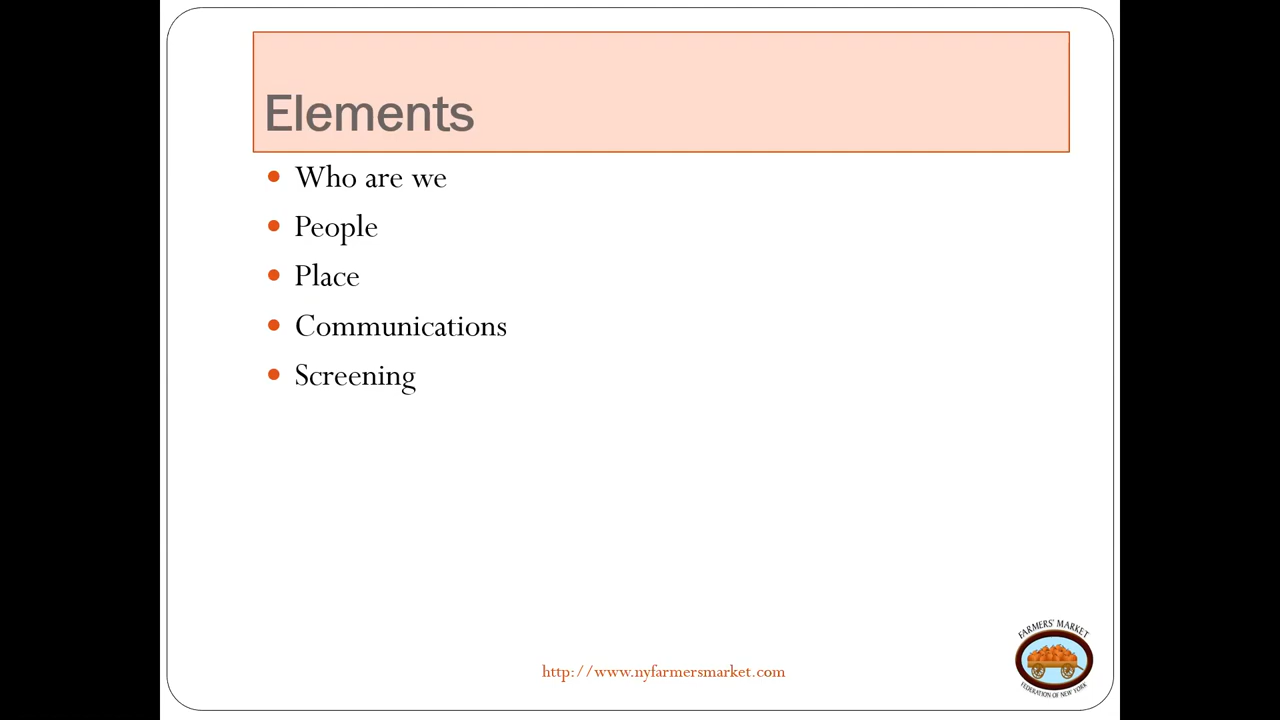 Elements
Who are we
People
Place
Communications
Screening
http://www.nyfarmersmarket.com
FARMERS' MARKET
FEDERATION OF NEW YORK